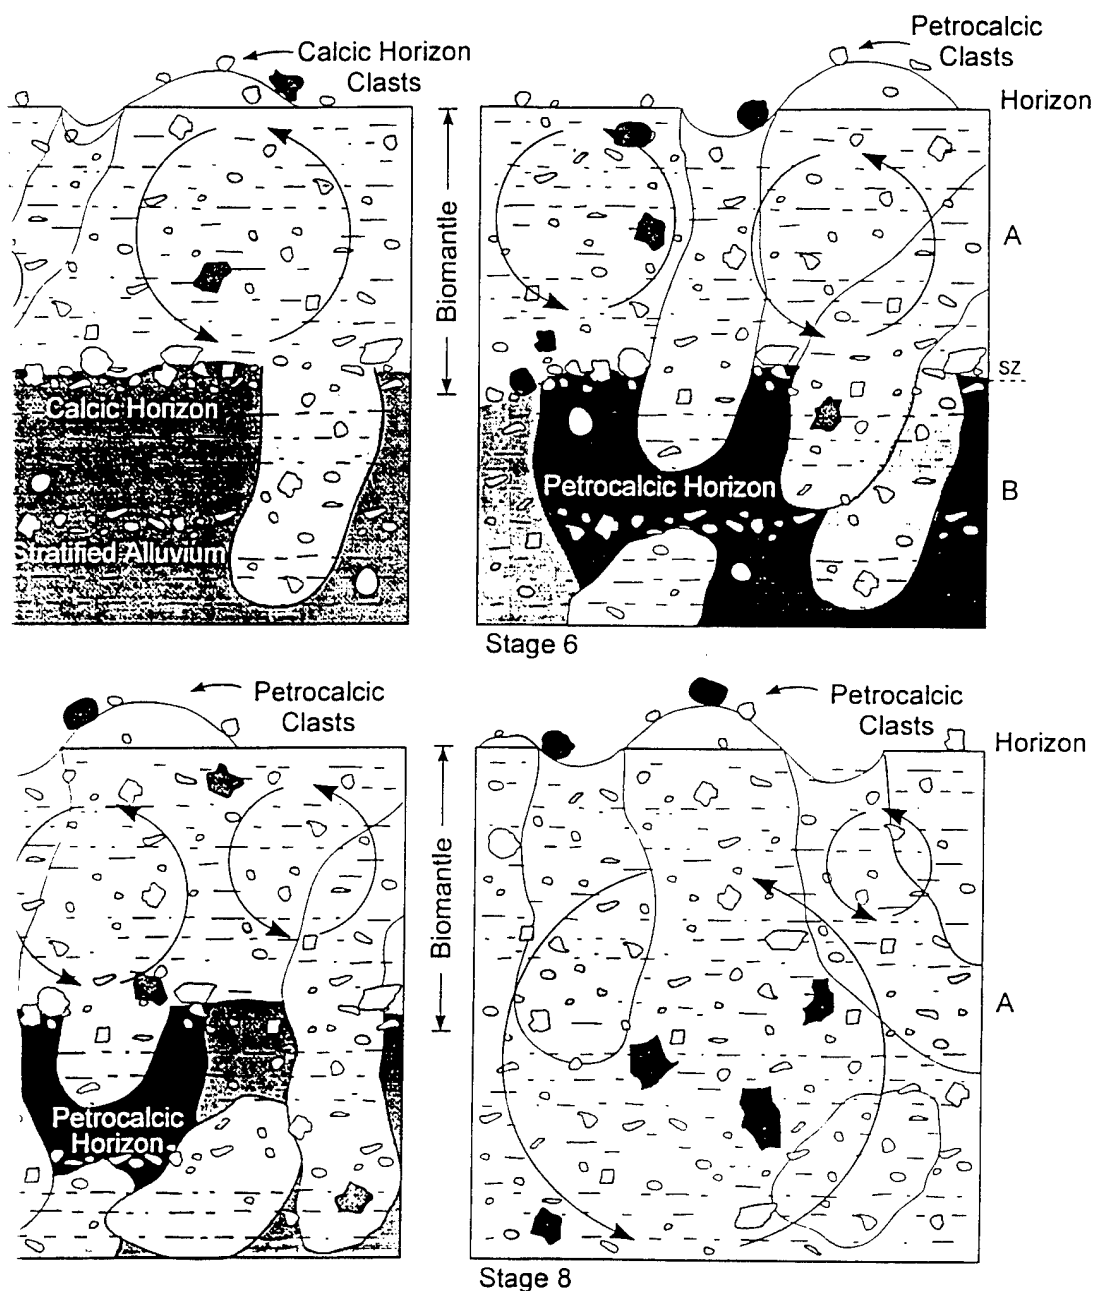 Calcic Horizon
Clasts
Petrocalcic
Clasts
Horizon
Biomantle
A
sz
Calcic Horizon
B
Petrocalcic Horizon
Stratified Alluvium
Stage 6
Petrocalcic
Clasts
Petrocalcic
Clasts
Horizon
Biomantle
A
Petrocalcic
Horizon
Stage 8